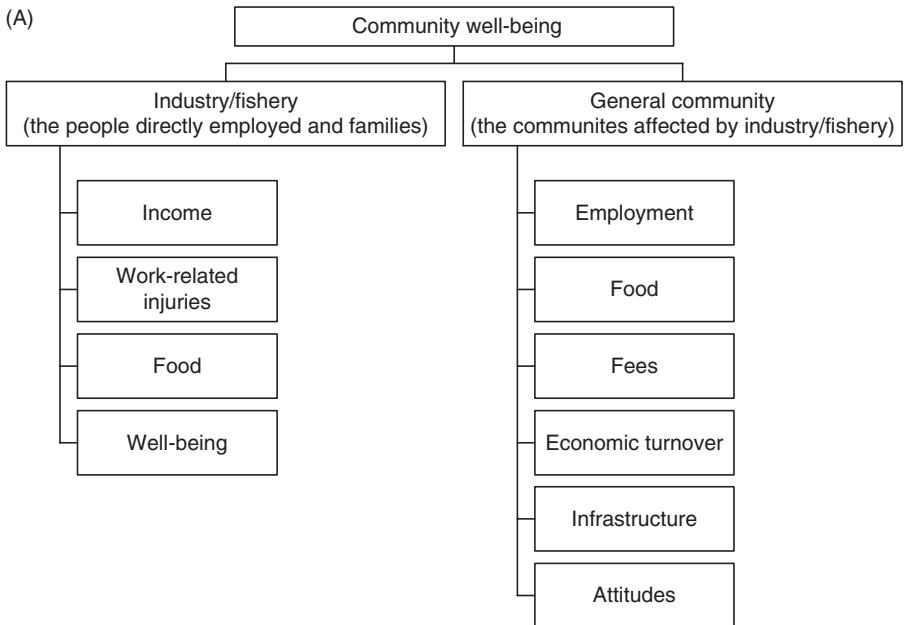 (A)
Community well-being
Industry/fishery
(the people directly employed and families)
General community
(the communites affected by industry/fishery)
Income
Work-related
injuries
Food
Well-being
Employment
Food
Fees
Economic turnover
Infrastructure
Attitudes